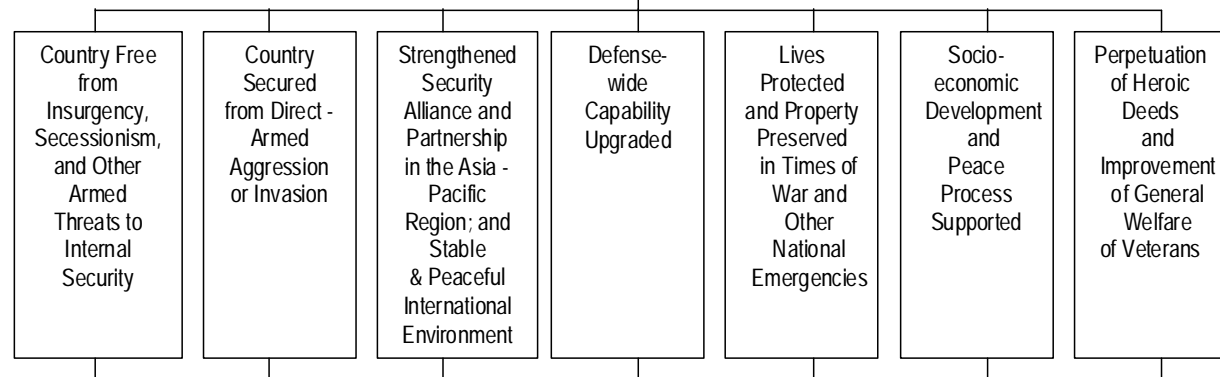 Country Free
from
Insurgency,
Secessionism,
and Other
Armed
Threats to
Internal
Security
Country
Secured
from Direct -
Armed
Aggression
or Invasion
Strengthened
Security
Alliance and
Partnership
in the Asia -
Pacific
Region; and
Stable
& Peaceful
International
Environment
Defense-
wide
Capability
Upgraded
Lives
Protected
and Property
Preserved
in Times of
War and
Other
National
Emergencies
Socio-
economic
Development
and
Peace
Process
Supported
Perpetuation
of Heroic
Deeds
and
Improvement
of General
Welfare
of Veterans